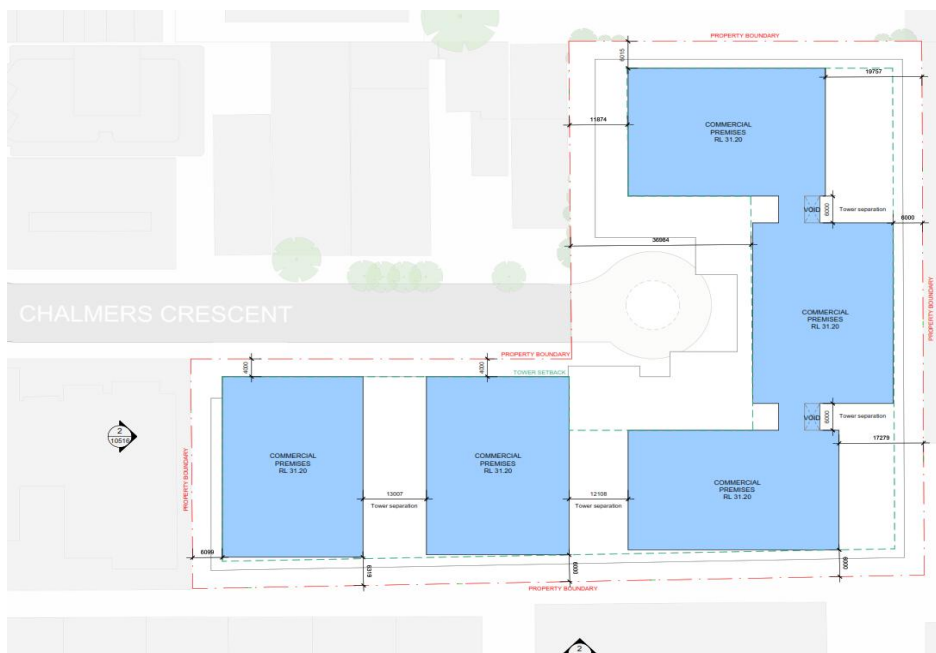 PROPERTY BOUNDARY
6015
19757
11874
COMMERCIAL
PREMISES
RL 31.20
VOID
6000
Tower separation
6000
36964
CHALMERS CRESCENT
COMMERCIAL
PREMISES
RL 31.20
PROPERTY BOUNDARY
PROPERTY BOUNDARY
4000
4000
TOWER SETBACK
VOID
6000
Tower separation
2
10516
17279
COMMERCIAL
PREMISES
RL 31.20
COMMERCIAL
PREMISES
RL 31.20
COMMERCIAL
PREMISES
RL 31.20
PROPERTY BOUNDARY
13007
Tower separation
12108
Tower separation
6099
6319
6000
6000
PROPERTY BOUNDARY
2